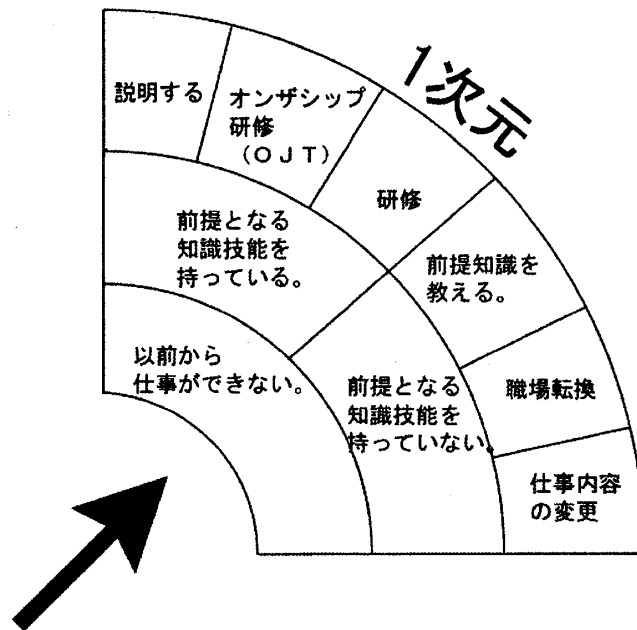 1次元
説明する
オンザシップ
研修
(OJT)
研修
前提知識を
教える。
職場転換
仕事内容
の変更
前提となる
知識技能を
持っている。
前提となる
知識技能を
持っていない。
以前から
仕事ができない。